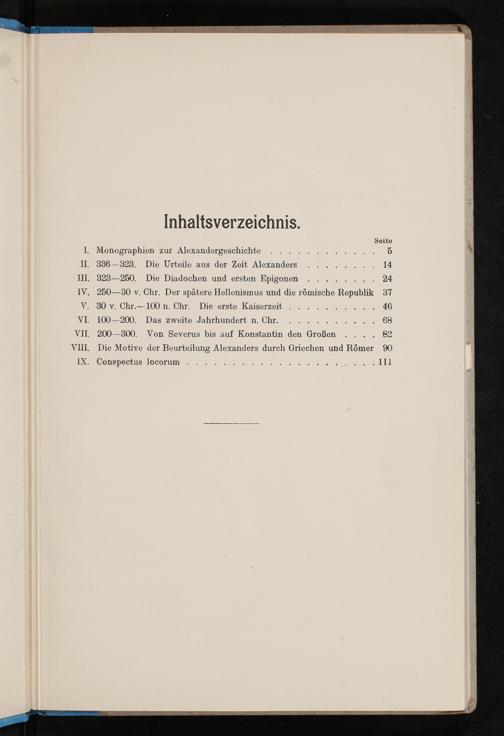 Inhaltsverzeichnis.
Seite
I. Monographien zur Alexandergeschichte . . . . . . . . . . . . 5
II. 336—323. Die Urteile aus der Zeit Alexanders . . . . . . . . 14
III. 323—250. Die Diadochen und ersten Epigonen . . . . . . . . 24
IV. 250—30 v. Chr. Der spätere Hellenismus und die römische Republik 37
V. 30 v. Chr.—100 n. Chr. Die erste Kaiserzeit . . . . . . . . . . 46
VI. 100—200. Das zweite Jahrhundert n. Chr. . . . . . . . . . . 68
VII. 200—300. Von Severus bis auf Konstantin den Großen . . . . 82
VIII. Die Motive der Beurteilung Alexanders durch Griechen und Römer 90
IX. Conspectus locorum . . . . . . . . . . . . . . . . . . . . . 111